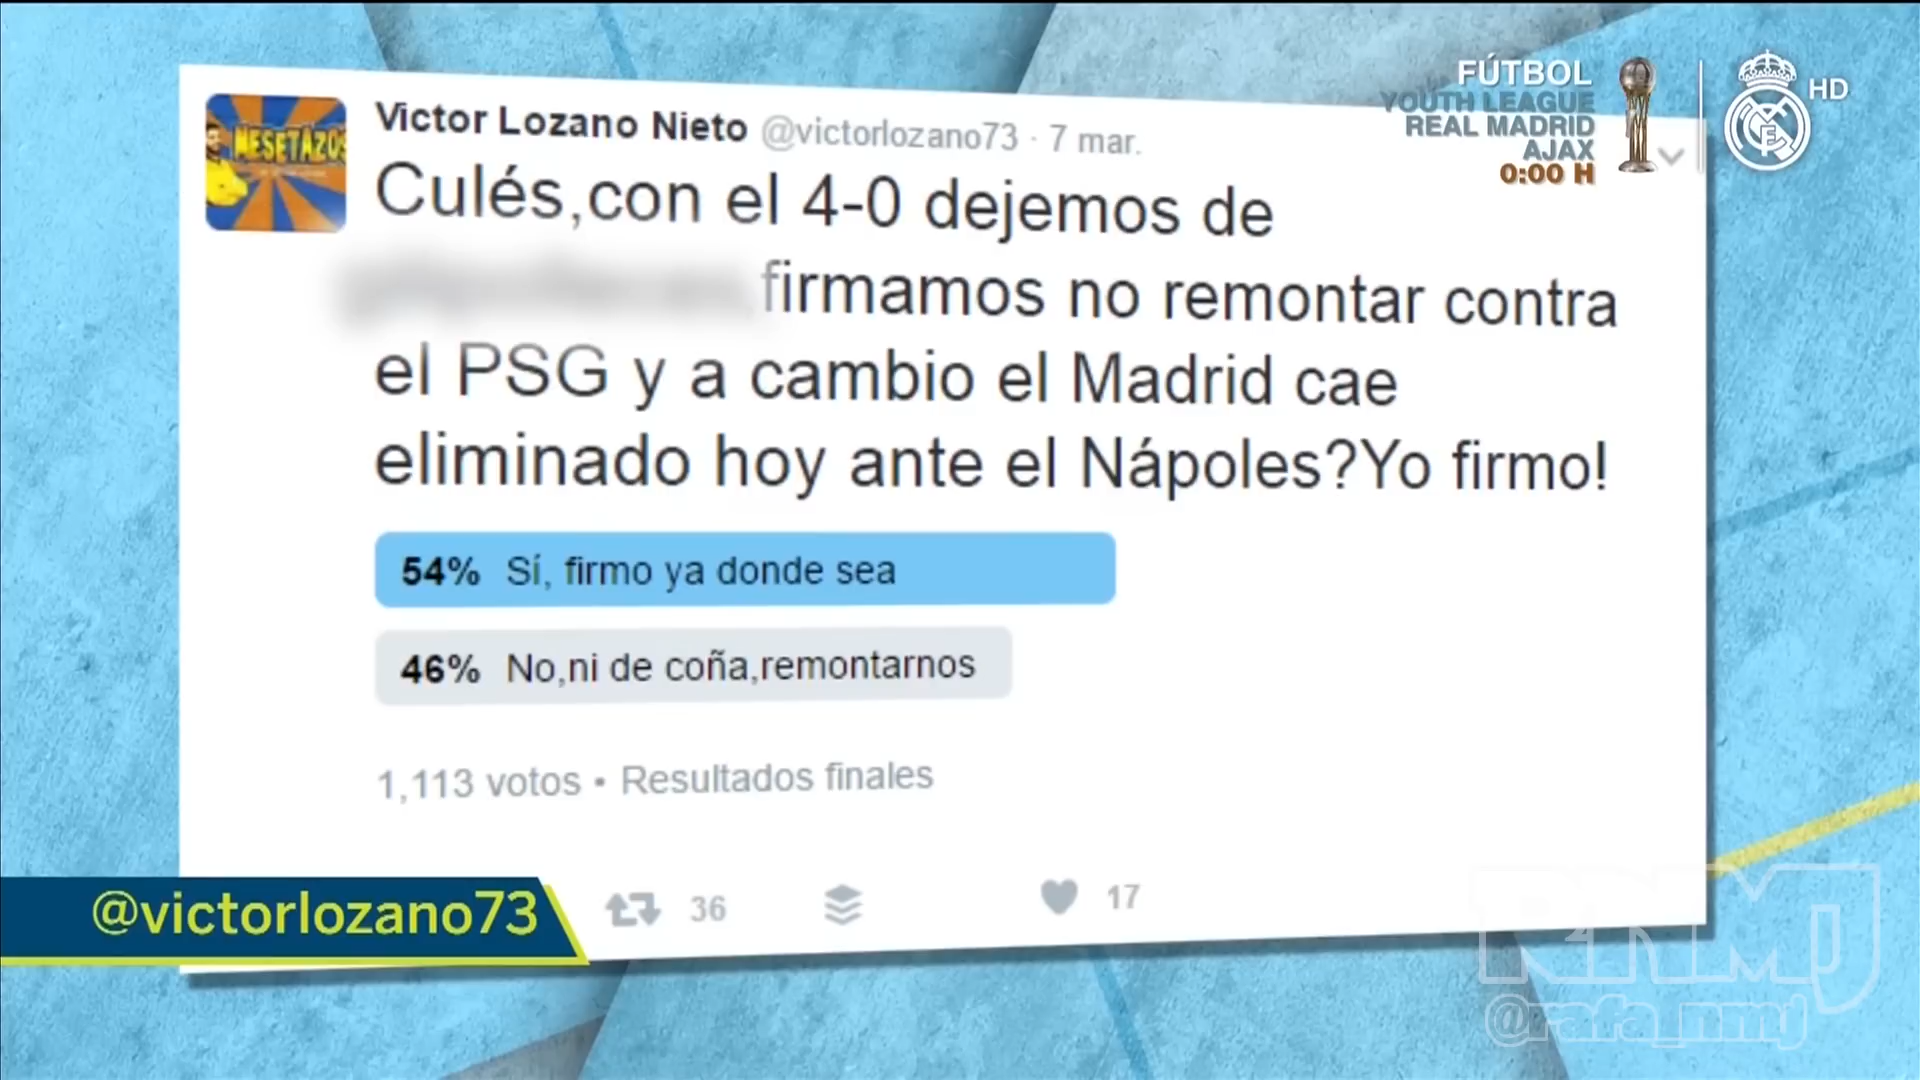 FÚTBOL
YOUTH LEAGUE
REAL MADRID
AJAX
0:00 H
HD
MESETAZOS
Victor Lozano Nieto @victorlozano73 · 7 mar.
Culés,con el 4-0 dejemos de
firmamos no remontar contra
el PSG y a cambio el Madrid cae
eliminado hoy ante el Nápoles?Yo firmo!
54% Sí, firmo ya donde sea
46% No,ni de coña,remontarnos
1,113 votos • Resultados finales
@victorlozano73
36
17
RNMJ
@rafa_nmj